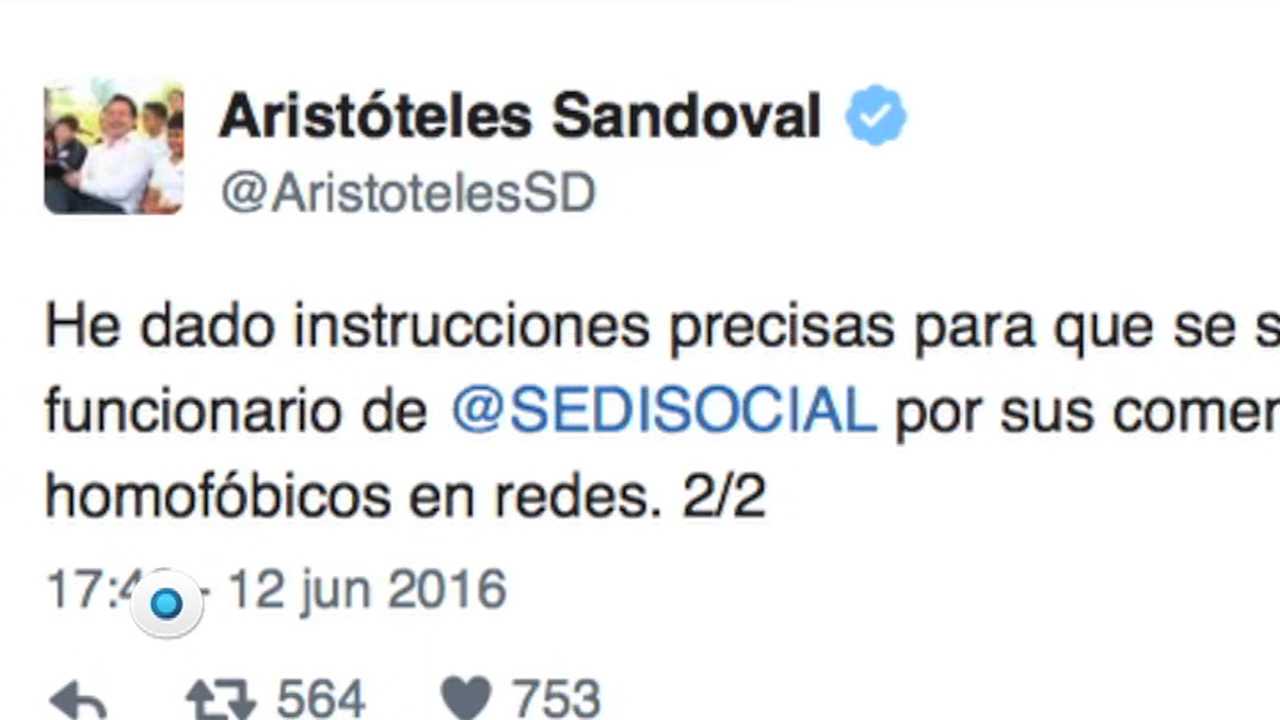 Aristóteles Sandoval
@AristotelesSD
He dado instrucciones precisas para que se
funcionario de @SEDISOCIAL por sus
homofóbicos en redes. 2/2
12 jun 2016
564 753